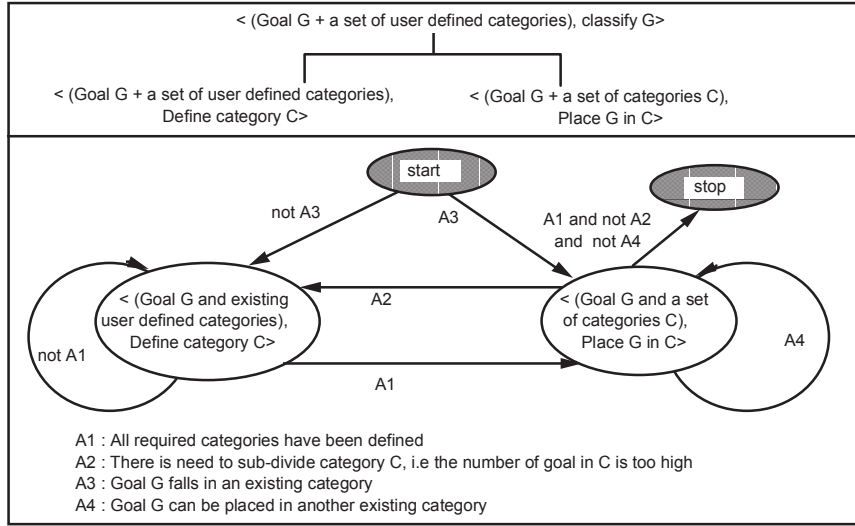 < (Goal G + a set of user defined categories), classify G>
< (Goal G + a set of user defined categories),
Define category C>
< (Goal G + a set of categories C),
Place G in C>
start
stop
not A3
A3
A1 and not A2
and not A4
< (Goal G and existing
user defined categories),
Define category C>
A2
< (Goal G and a set
of categories C),
Place G in C>
not A1
A4
A1
A1 : All required categories have been defined
A2 : There is need to sub-divide category C, i.e the number of goal in C is too high
A3 : Goal G falls in an existing category
A4 : Goal G can be placed in another existing category